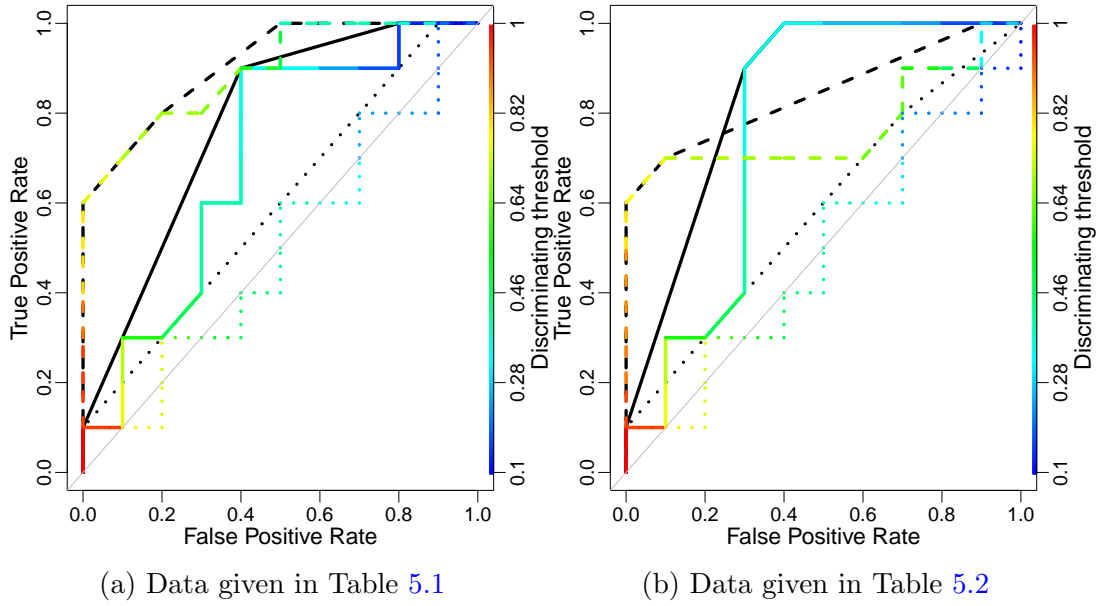 True Positive Rate
1.0
0.8
0.6
0.4
0.2
0.0
0.0 0.2 0.4 0.6 0.8 1.0
False Positive Rate
1
0.82
0.64
0.46
0.28
0.1
Discriminating threshold
(a) Data given in Table 5.1
True Positive Rate
1.0
0.8
0.6
0.4
0.2
0.0
0.0 0.2 0.4 0.6 0.8 1.0
False Positive Rate
1
0.82
0.64
0.46
0.28
0.1
Discriminating threshold
(b) Data given in Table 5.2